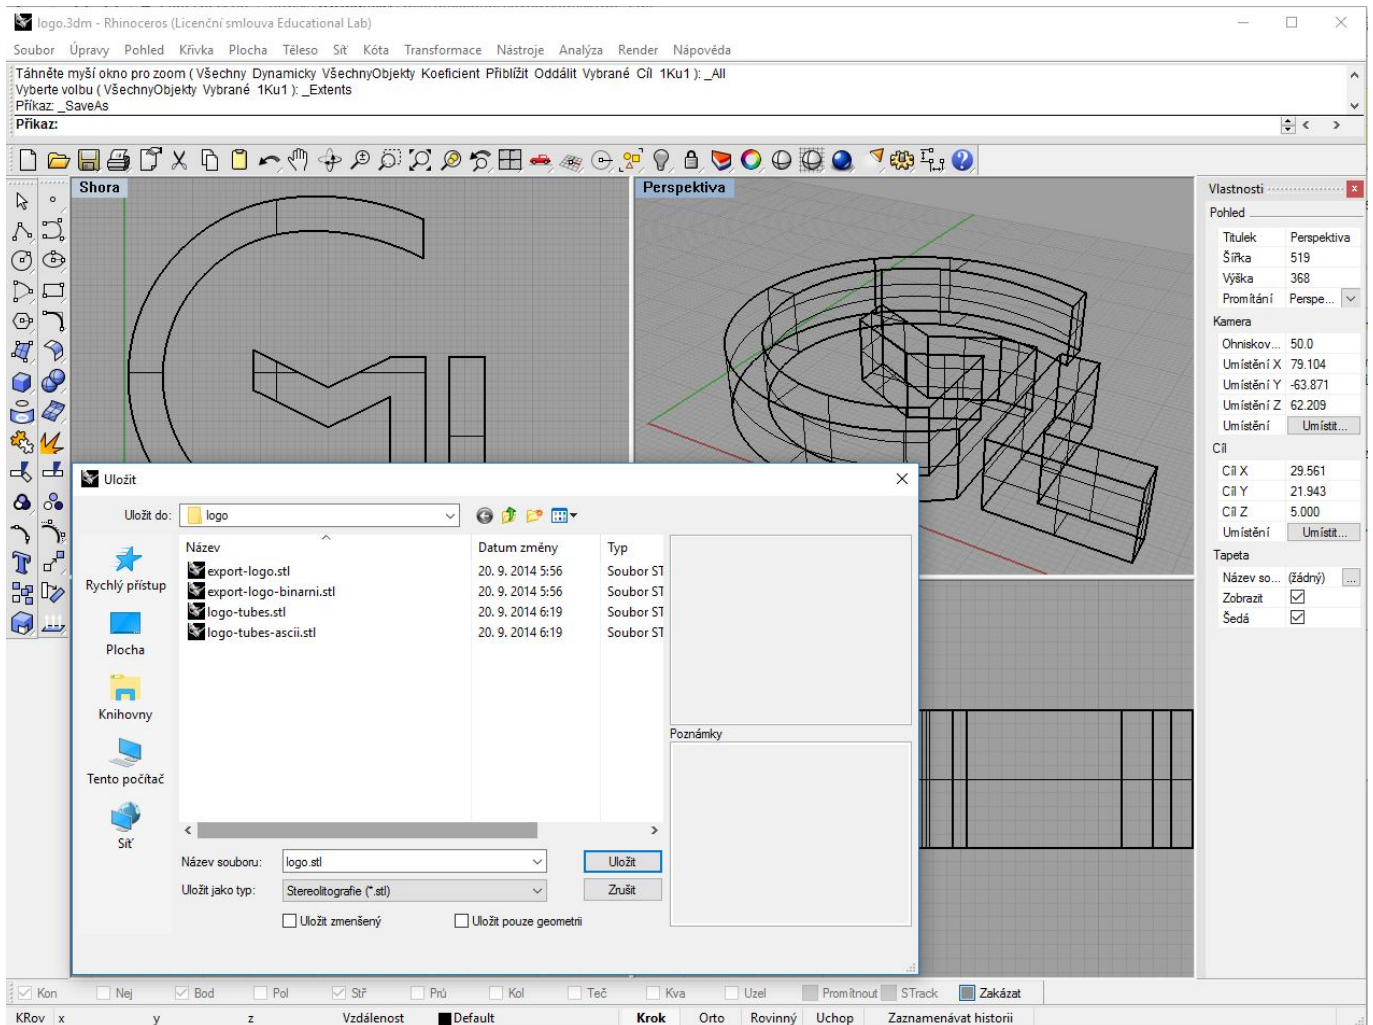 logo.3dm - Rhinoceros (Licenční smlouva Educational Lab)
Soubor Úpravy Pohled Křivka Plocha Těleso Síť Kóta Transformace Nástroje Analýza Render Nápověda
Táhněte myší okno pro zoom ( Všechny Dynamicky VšechnyObjekty Koeficient Přiblížit Oddálit Vybrané Cíl 1Ku1 ): _All
Vyberte volbu ( VšechnyObjekty Vybrané 1Ku1 ): _Extents
Příkaz: _SaveAs
Příkaz:
Shora
Perspektiva
Vlastnosti
Pohled
Titulek Perspektiva
Šířka 519
Výška 368
Promítání Perspe...
Kamera
Ohniskov... 50.0
Umístění X 79.104
Umístění Y -63.871
Umístění Z 62.209
Umístění Umístit...
Cíl
Cíl X 29.561
Cíl Y 21.943
Cíl Z 5.000
Umístění Umístit...
Tapeta
Název so... (žádný) ...
Zobrazit
Šedá
Uložit
Uložit do: logo
Název Datum změny Typ
export-logo.stl 20. 9. 2014 5:56 Soubor ST
export-logo-binarni.stl 20. 9. 2014 5:56 Soubor ST
logo-tubes.stl 20. 9. 2014 6:19 Soubor ST
logo-tubes-ascii.stl 20. 9. 2014 6:19 Soubor ST
Rychlý přístup
Plocha
Knihovny
Tento počítač
Síť
Poznámky
Název souboru: logo.stl Uložit
Uložit jako typ: Stereolitografie (*.stl) Zrušit
Uložit zmenšený Uložit pouze geometrii
Kon Nej Bod Pol Stř Prů Kol Teč Kva Uzel Promítnout STrack Zakázat
KRov x y z Vzdálenost Default Krok Orto Rovinný Uchop Zaznamenávat historii